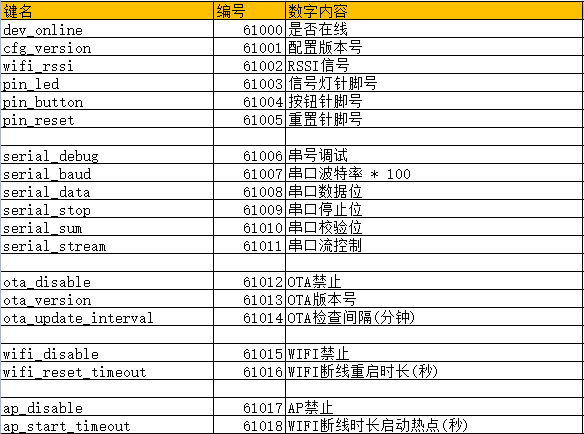 键名 编号 数字内容
dev_online 61000 是否在线
cfg_version 61001 配置版本号
wifi_rssi 61002 RSSI信号
pin_led 61003 信号灯针脚号
pin_button 61004 按钮针脚号
pin_reset 61005 重置针脚号
serial_debug 61006 串号调试
serial_baud 61007 串口波特率 * 100
serial_data 61008 串口数据位
serial_stop 61009 串口停止位
serial_sum 61010 串口校验位
serial_stream 61011 串口流控制
ota_disable 61012 OTA禁止
ota_version 61013 OTA版本号
ota_update_interval 61014 OTA检查间隔(分钟)
wifi_disable 61015 WIFI禁止
wifi_reset_timeout 61016 WIFI断线重启时长(秒)
ap_disable 61017 AP禁止
ap_start_timeout 61018 WIFI断线时长启动热点(秒)